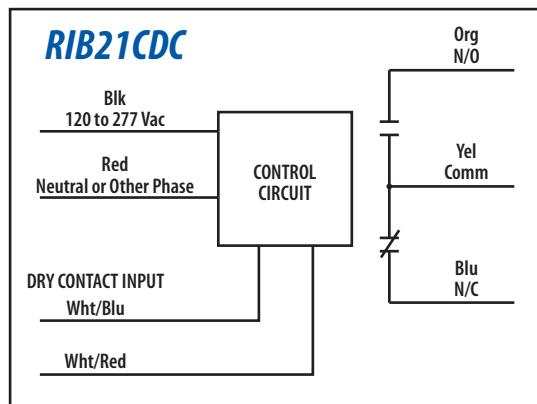 RIB21CDC
Blk
120 to 277 Vac
Red
Neutral or Other Phase
DRY CONTACT INPUT
Wht/Blu
Wht/Red
CONTROL
CIRCUIT
Org
N/O
Yel
Comm
Blu
N/C